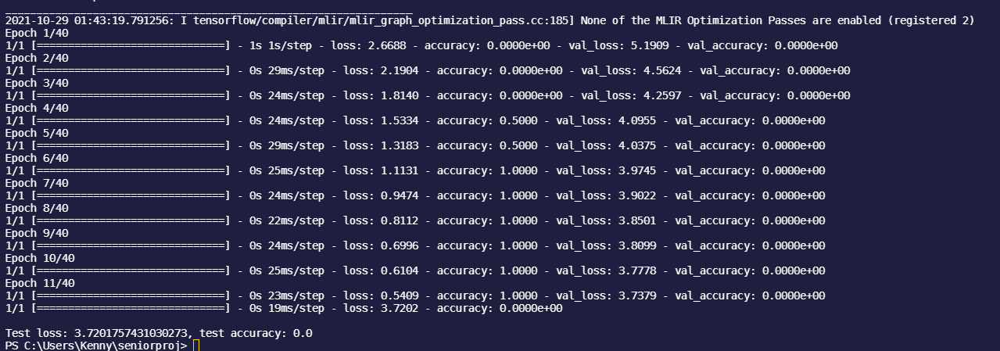 2021-10-29 01:43:19.791256: I tensorflow/compiler/mlir/mlir_graph_optimization_pass.cc:185] None of the MLIR Optimization Passes are enabled (registered 2)
Epoch 1/40
1/1 [==============================] - 1s 1s/step - loss: 2.6688 - accuracy: 0.0000e+00 - val_loss: 5.1909 - val_accuracy: 0.0000e+00
Epoch 2/40
1/1 [==============================] - 0s 29ms/step - loss: 2.1904 - accuracy: 0.0000e+00 - val_loss: 4.5624 - val_accuracy: 0.0000e+00
Epoch 3/40
1/1 [==============================] - 0s 24ms/step - loss: 1.8140 - accuracy: 0.0000e+00 - val_loss: 4.2597 - val_accuracy: 0.0000e+00
Epoch 4/40
1/1 [==============================] - 0s 24ms/step - loss: 1.5334 - accuracy: 0.5000 - val_loss: 4.0955 - val_accuracy: 0.0000e+00
Epoch 5/40
1/1 [==============================] - 0s 29ms/step - loss: 1.3183 - accuracy: 0.5000 - val_loss: 4.0375 - val_accuracy: 0.0000e+00
Epoch 6/40
1/1 [==============================] - 0s 25ms/step - loss: 1.1131 - accuracy: 1.0000 - val_loss: 3.9745 - val_accuracy: 0.0000e+00
Epoch 7/40
1/1 [==============================] - 0s 24ms/step - loss: 0.9474 - accuracy: 1.0000 - val_loss: 3.9022 - val_accuracy: 0.0000e+00
Epoch 8/40
1/1 [==============================] - 0s 22ms/step - loss: 0.8112 - accuracy: 1.0000 - val_loss: 3.8501 - val_accuracy: 0.0000e+00
Epoch 9/40
1/1 [==============================] - 0s 24ms/step - loss: 0.6996 - accuracy: 1.0000 - val_loss: 3.8099 - val_accuracy: 0.0000e+00
Epoch 10/40
1/1 [==============================] - 0s 25ms/step - loss: 0.6104 - accuracy: 1.0000 - val_loss: 3.7778 - val_accuracy: 0.0000e+00
Epoch 11/40
1/1 [==============================] - 0s 23ms/step - loss: 0.5409 - accuracy: 1.0000 - val_loss: 3.7379 - val_accuracy: 0.0000e+00
1/1 [==============================] - 0s 19ms/step - loss: 3.7202 - accuracy: 0.0000e+00
Test loss: 3.7201757431030273, test accuracy: 0.0
PS C:\Users\Kenny\seniorproj>